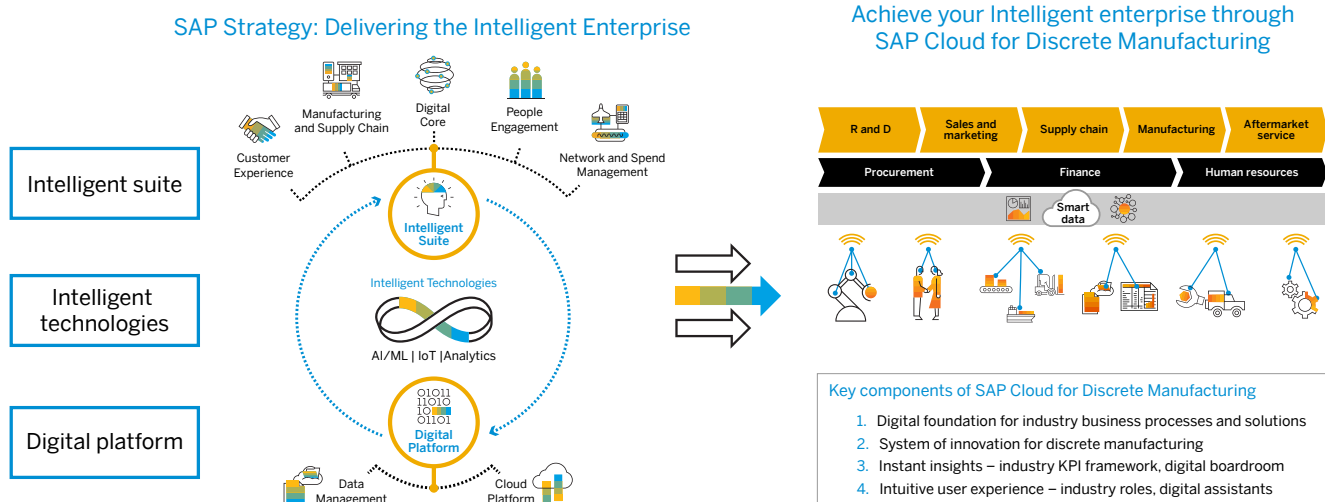 SAP Strategy: Delivering the Intelligent Enterprise
Manufacturing
and Supply Chain
Digital
Core
People
Engagement
Customer
Experience
Network and Spend
Management
Intelligent suite
Intelligent
technologies
Digital platform
Intelligent
Suite
Intelligent Technologies
AI/ML | IoT |Analytics
01011
11010
10
01101
Digital
Platform
Data
Management
Cloud
Platform
Achieve your Intelligent enterprise through
SAP Cloud for Discrete Manufacturing
R and D
Sales and
marketing
Supply chain
Manufacturing
Aftermarket
service
Procurement
Finance
Human resources
Smart
data
Key components of SAP Cloud for Discrete Manufacturing
1. Digital foundation for industry business processes and solutions
2. System of innovation for discrete manufacturing
3. Instant insights – industry KPI framework, digital boardroom
4. Intuitive user experience – industry roles, digital assistants